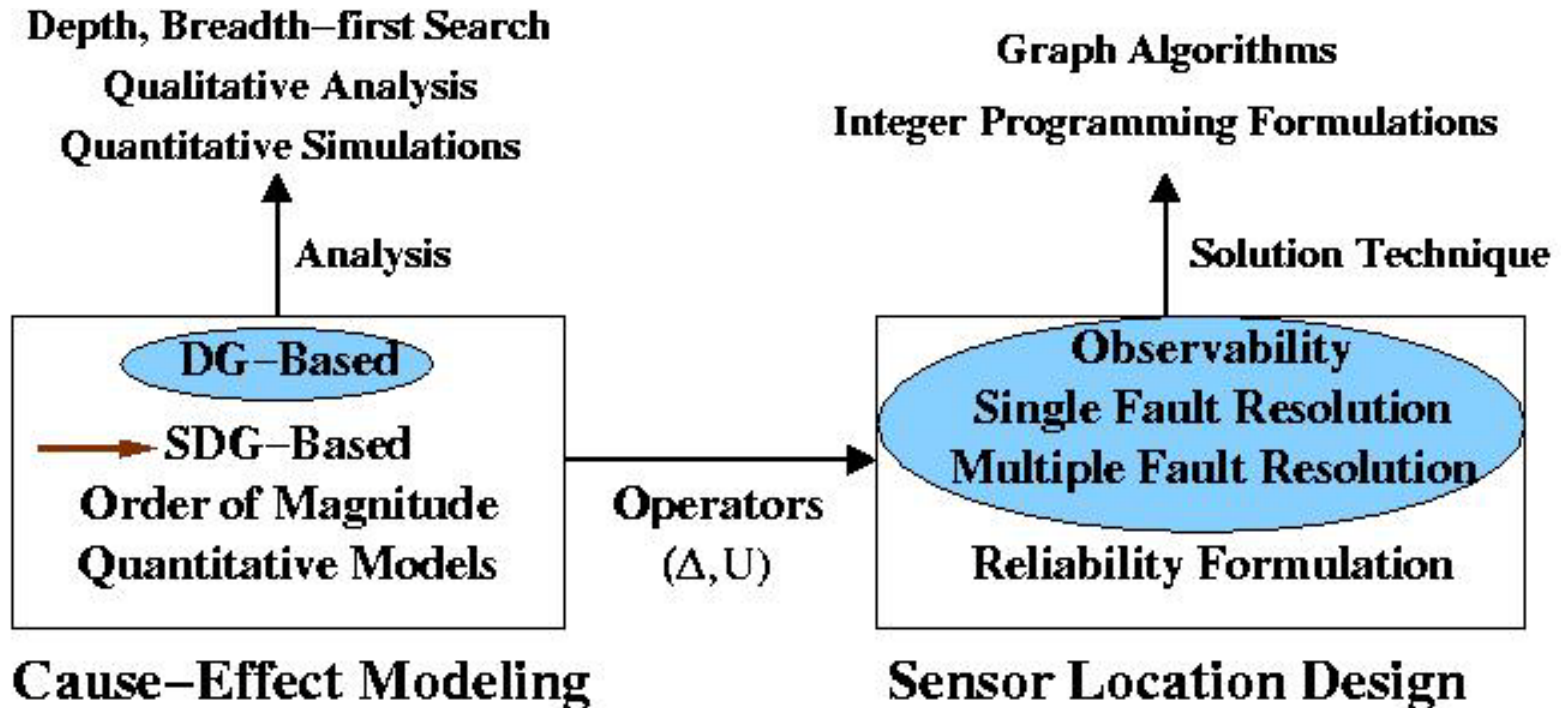 Depth, Breadth–first Search
Qualitative Analysis
Quantitative Simulations
Analysis
DG–Based
SDG–Based
Order of Magnitude
Quantitative Models
Cause–Effect Modeling
Operators
(Δ, U)
Graph Algorithms
Integer Programming Formulations
Solution Technique
Observability
Single Fault Resolution
Multiple Fault Resolution
Reliability Formulation
Sensor Location Design